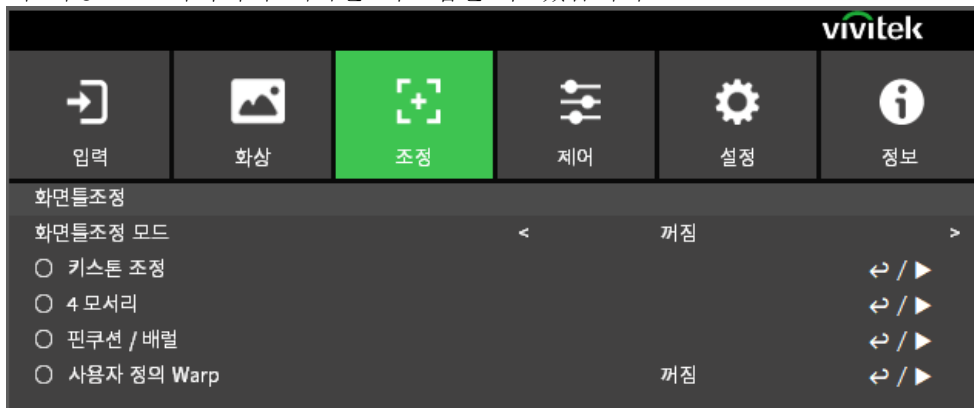 vivitek
입력 화상 조정 제어 설정 정보
화면틀조정
화면틀조정 모드 < 꺼짐 >
키스톤 조정 /
4 모서리 /
핀쿠션 / 배럴 /
사용자 정의 Warp 꺼짐 /